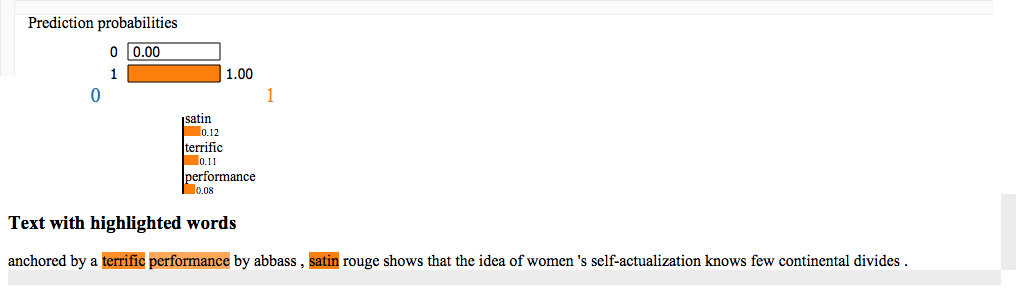 Prediction probabilities
0 0.00
1 1.00
0 1
satin
0.12
terrific
0.11
performance
0.08
Text with highlighted words
anchored by a terrific performance by abbass , satin rouge shows that the idea of women 's self-actualization knows few continental divides .